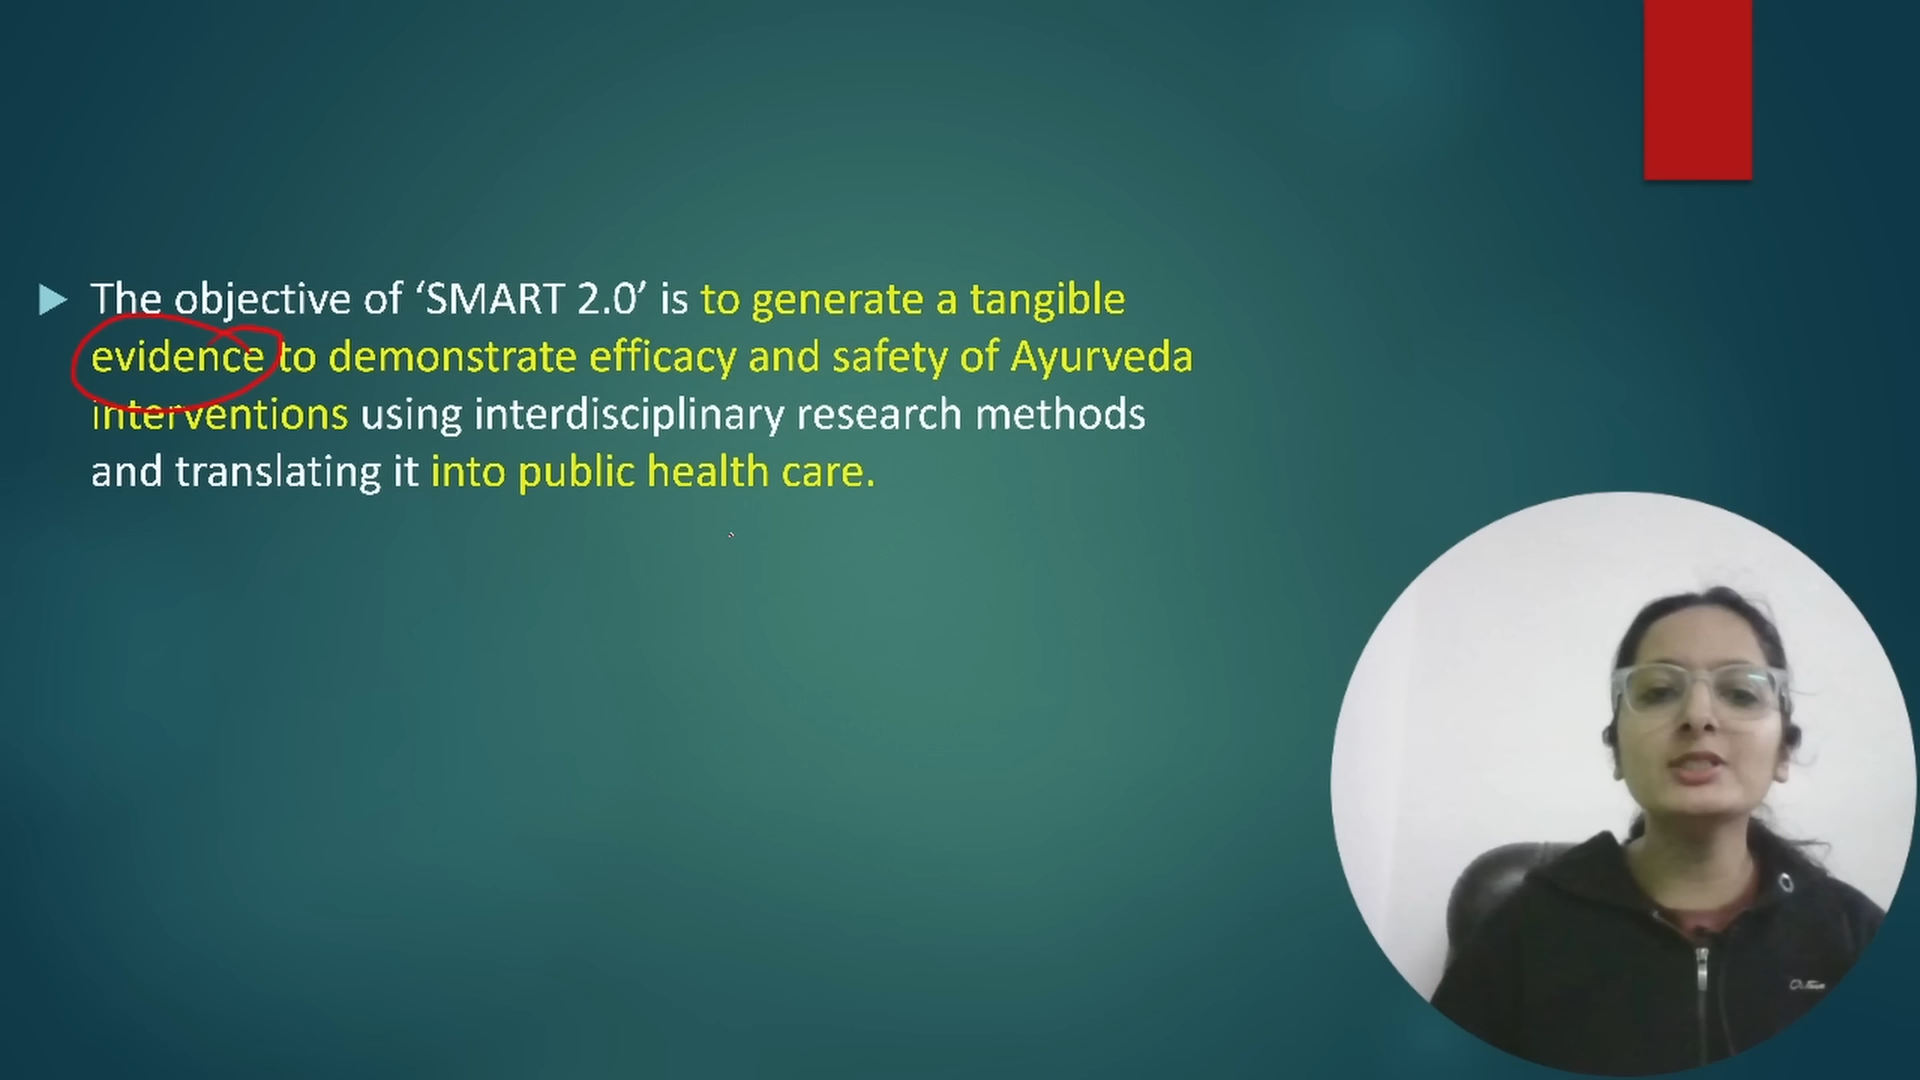 The objective of ‘SMART 2.0’ is to generate a tangible
evidence to demonstrate efficacy and safety of Ayurveda
interventions using interdisciplinary research methods
and translating it into public health care.